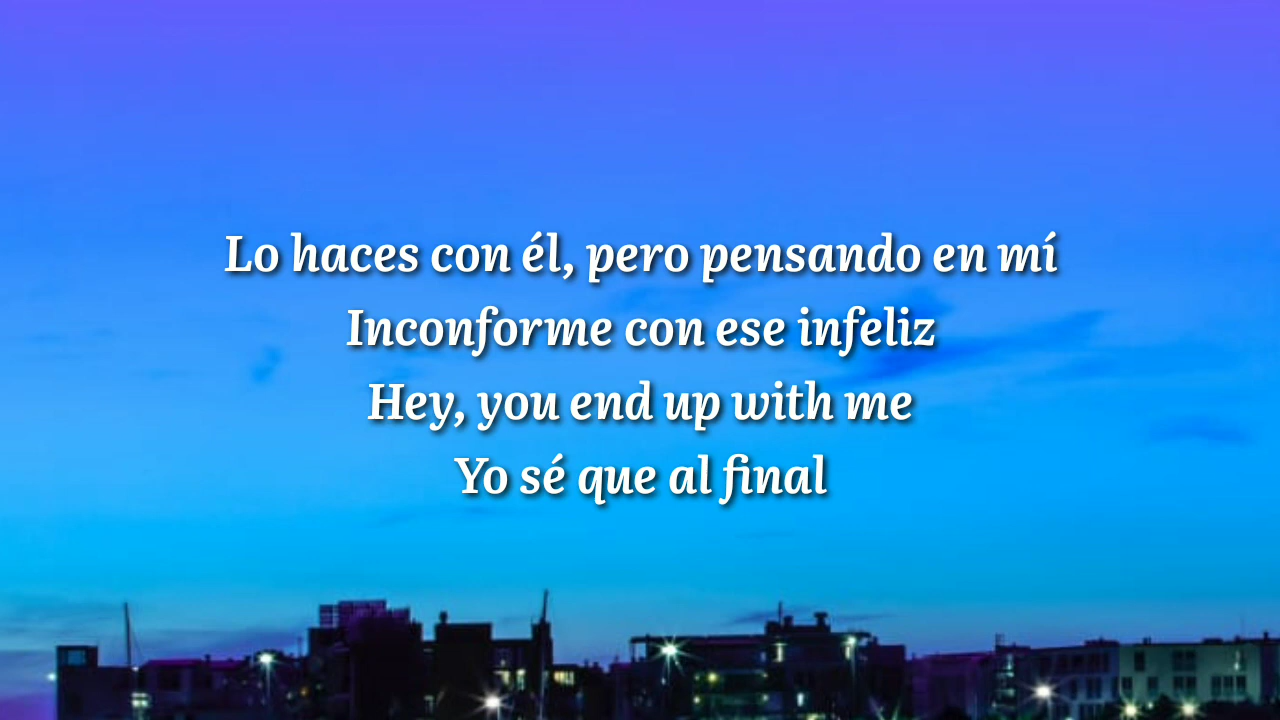 Lo haces con él, pero pensando en mí
Inconforme con ese infeliz
Hey, you end up with me
Yo sé que al final